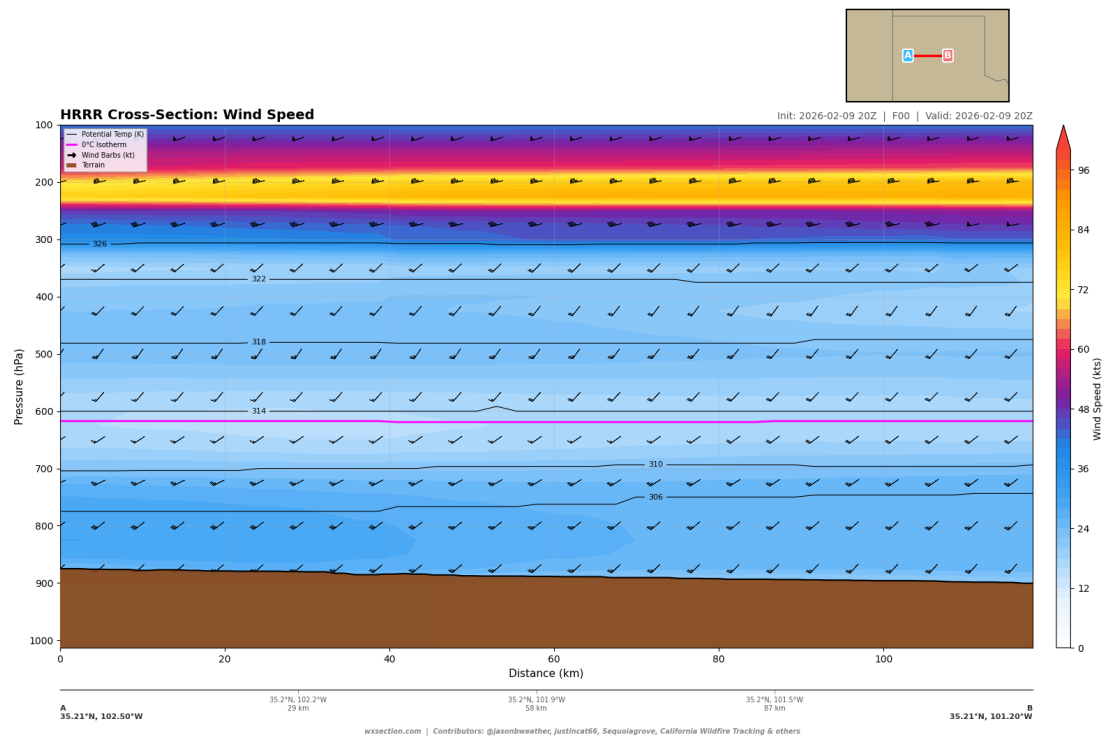 A B
HRRR Cross-Section: Wind Speed
Init: 2026-02-09 20Z | F00 | Valid: 2026-02-09 20Z
Potential Temp (K)
0°C Isotherm
Wind Barbs (kt)
Terrain
100
200
300
400
500
600
700
800
900
1000
Pressure (hPa)
326
322
318
314
310
306
96
84
72
60
48
36
24
12
0
Wind Speed (kts)
0 20 40 60 80 100
Distance (km)
35.2°N, 102.2°W
29 km
35.2°N, 101.9°W
58 km
35.2°N, 101.5°W
87 km
A
35.21°N, 102.50°W
B
35.21°N, 101.20°W
wxsection.com | Contributors: @jasonbweather, justincat66, Sequoiagrove, California Wildfire Tracking & others